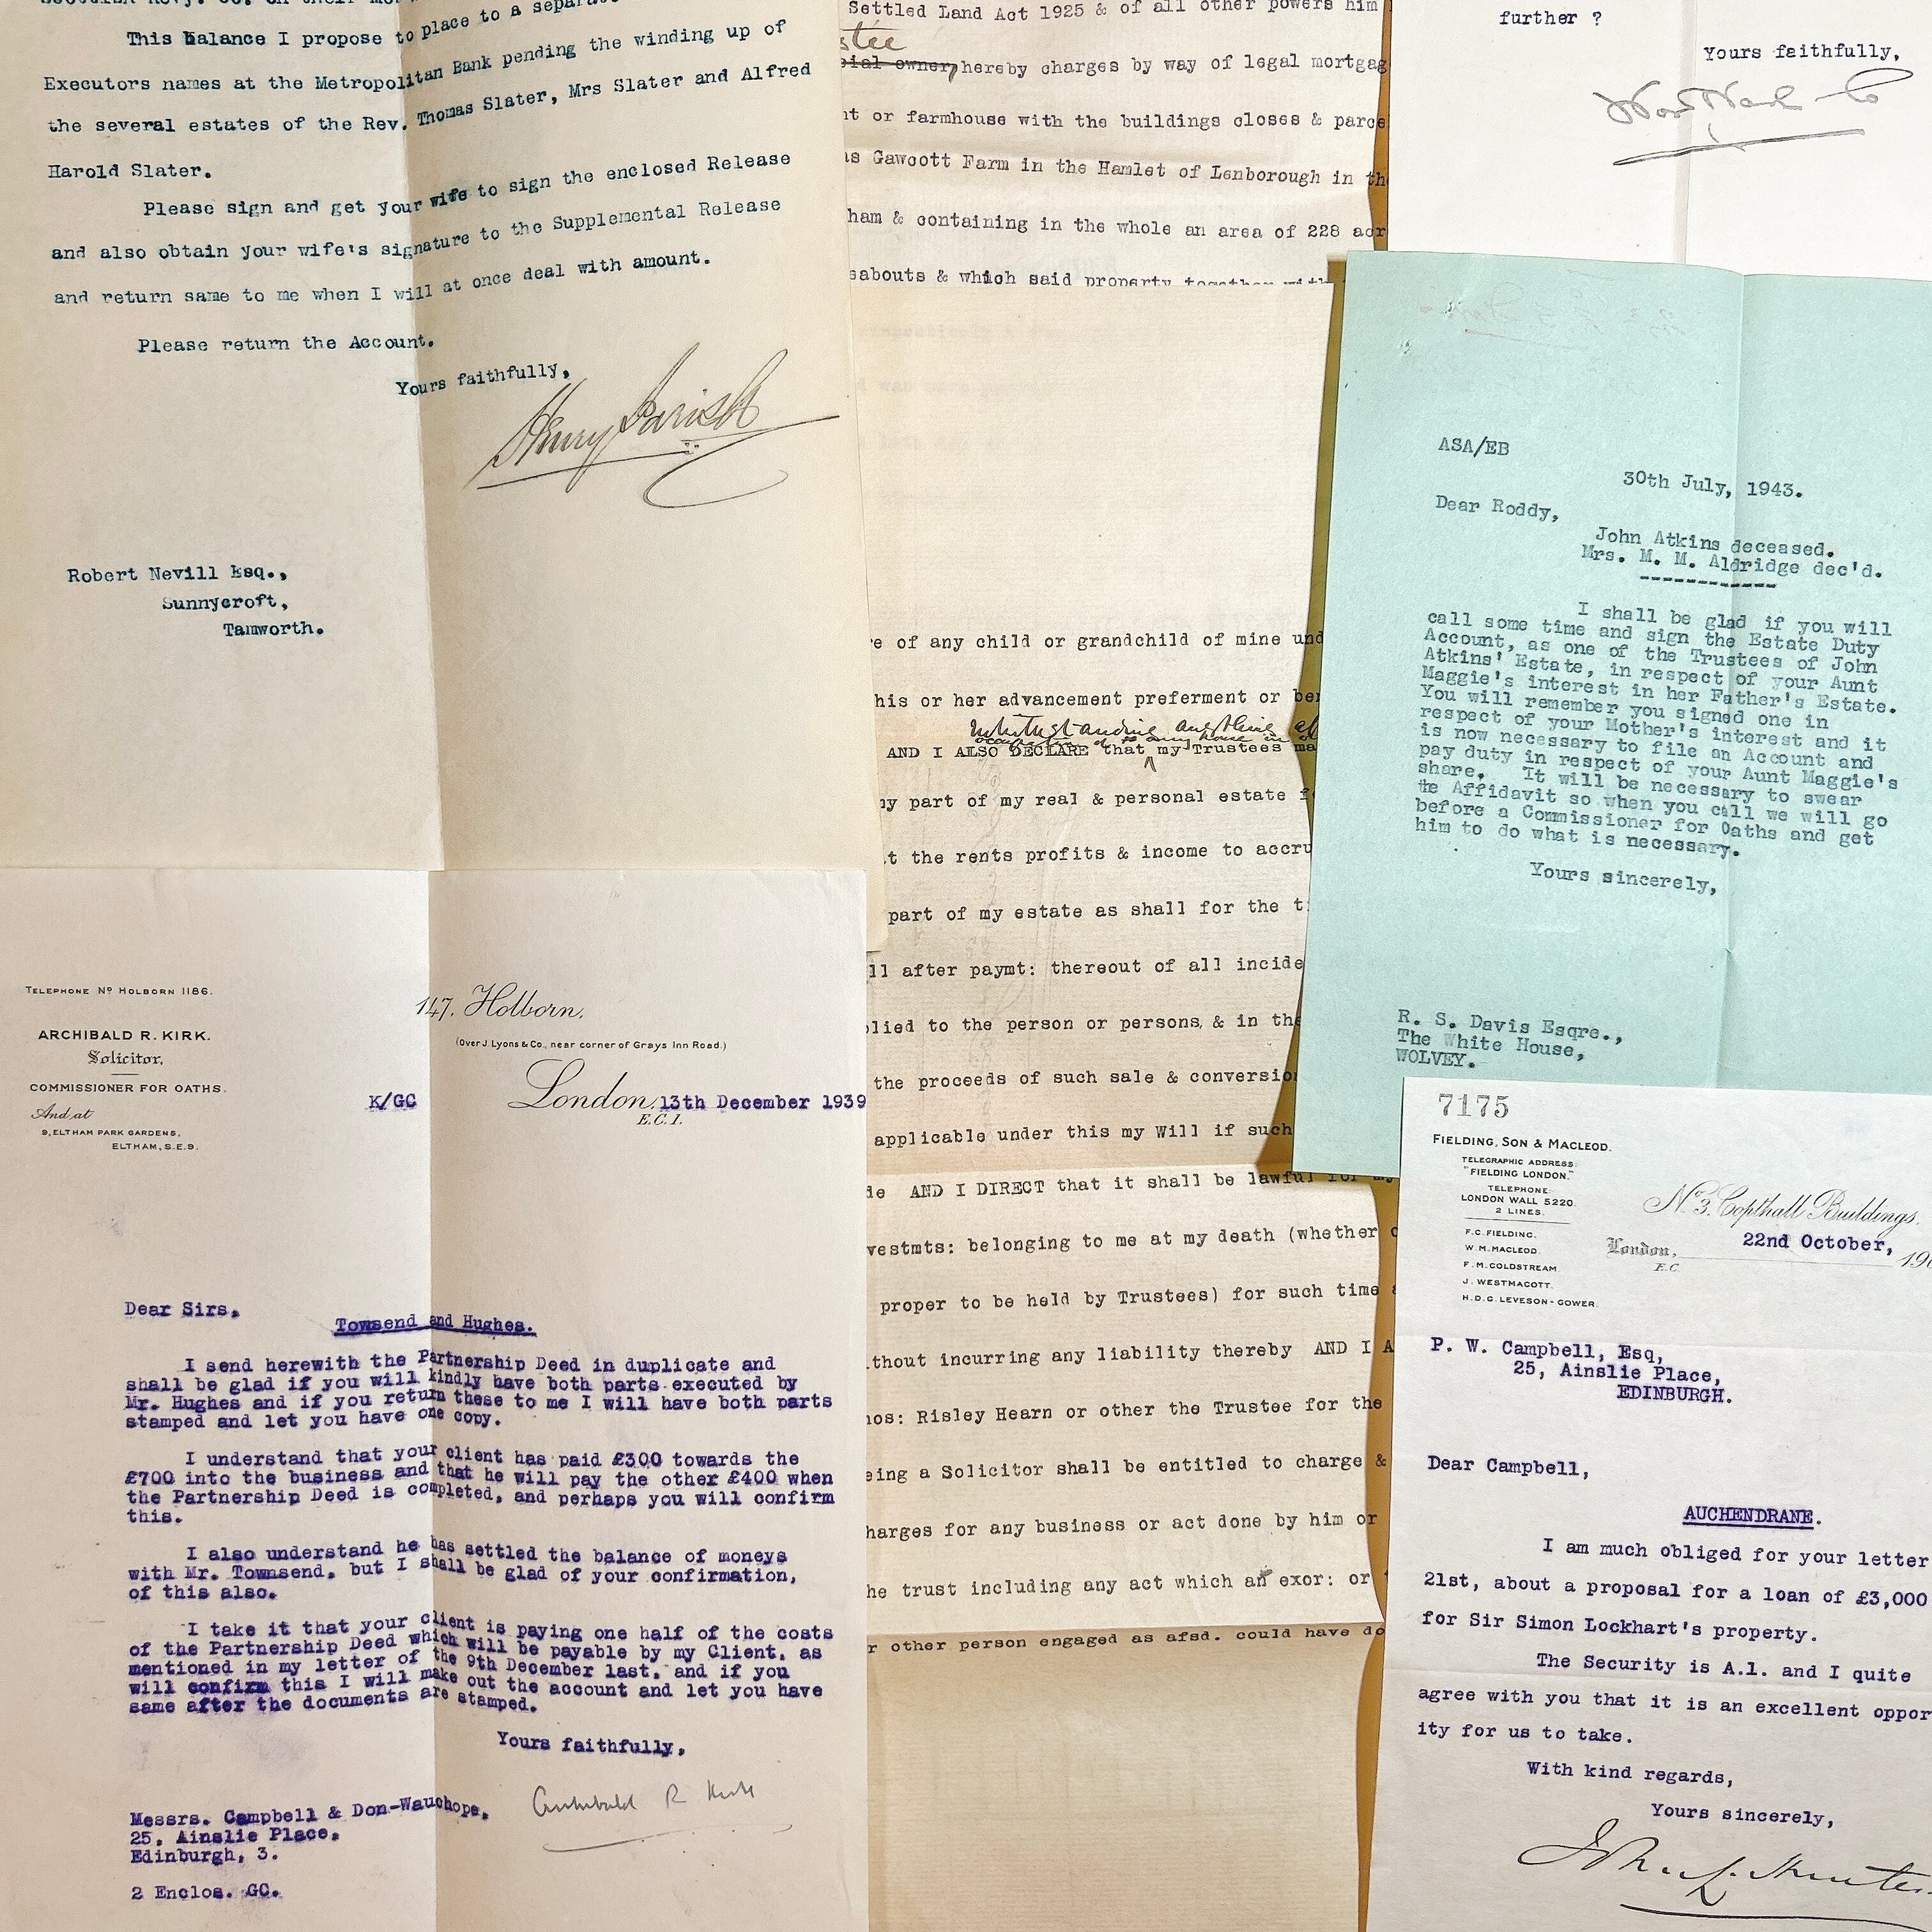 This balance I propose to place to a
Executors names at the Metropolitan Bank pending the winding up of
the several estates of the Rev. Thomas Slater, Mrs Slater and Alfred
Harold Slater.
Please sign and get your wife to sign the enclosed Release
and also obtain your wife's signature to the Supplemental Release
and return same to me when I will at once deal with amount.
Please return the Account.
Yours faithfully,
Henry Parish
Robert Nevill Esq.,
Sunnycroft,
Tamworth.
TELEPHONE No HOLBORN 1186.
ARCHIBALD R. KIRK.
Solicitor,
COMMISSIONER FOR OATHS.
And at
9, ELTHAM PARK GARDENS,
ELTHAM, S.E.9.
147, Holborn,
(Over J. Lyons & Co., near corner of Grays Inn Road.)
K/GC
London, 13th December 1939
E.C.1.
Dear Sirs,
Townsend and Hughes.
I send herewith the Partnership Deed in duplicate and
shall be glad if you will kindly have both parts executed by
Mr. Hughes and if you return these to me I will have both parts
stamped and let you have one copy.
I understand that your client has paid £300 towards the
£700 into the business and that he will pay the other £400 when
the Partnership Deed is completed, and perhaps you will confirm
this.
I also understand he has settled the balance of moneys
with Mr. Townsend, but I shall be glad of your confirmation,
of this also.
I take it that your client is paying one half of the costs
of the Partnership Deed which will be payable by my Client, as
mentioned in my letter of the 9th December last, and if you
will confirm this I will make out the account and let you have
same after the documents are stamped.
Yours faithfully,
Archibald R Kirk
Messrs. Campbell & Don-Wauchope,
25, Ainslie Place,
Edinburgh, 3.
2 Enclos. GC.
Settled Land Act 1925 & of all other powers him
stee
owner, hereby charges by way of legal mortgag
or farmhouse with the buildings closes & parce
as Gawcott Farm in the Hamlet of Lenborough in the
ham & containing in the whole an area of 228 acr
sabouts & which said property together with
re of any child or grandchild of mine und
his or her advancement preferment or ben
AND I ALSO DECLARE that my Trustees ma
ny part of my real & personal estate f
t the rents profits & income to accru
part of my estate as shall for the ti
ll after paymt: thereout of all incide
plied to the person or persons, & in the
the proceeds of such sale & conversion
applicable under this my Will if such
de AND I DIRECT that it shall be lawful for my
vestmts: belonging to me at my death (whether
proper to be held by Trustees) for such time
thout incurring any liability thereby AND I A
hos: Risley Hearn or other the Trustee for the
eing a Solicitor shall be entitled to charge &
harges for any business or act done by him or
he trust including any act which an exor: or
r other person engaged as afsd. could have do
further ?
Yours faithfully,
ASA/EB
30th July, 1943.
Dear Roddy,
John Atkins deceased.
Mrs. M. M. Aldridge dec'd.
I shall be glad if you will
call some time and sign the Estate Duty
Account, as one of the Trustees of John
Atkins' Estate, in respect of your Aunt
Maggie's interest in her Father's Estate.
You will remember you signed one in
respect of your Mother's interest and it
is now necessary to file an Account and
pay duty in respect of your Aunt Maggie's
share. It will be necessary to swear
the Affidavit so when you call we will go
before a Commissioner for Oaths and get
him to do what is necessary.
Yours sincerely,
R. S. Davis Esqre.,
The White House,
WOLVEY.
7175
FIELDING, SON & MACLEOD.
TELEGRAPHIC ADDRESS:
"FIELDING LONDON."
TELEPHONE:
LONDON WALL 5220.
2 LINES.
F. C. FIELDING.
W. M. MACLEOD.
F. M. COLDSTREAM
J. WESTMACOTT.
H. D. G. LEVESON-GOWER.
No 3, Copthall Buildings,
London, 22nd October, 19
E.C.
P. W. Campbell, Esq,
25, Ainslie Place,
EDINBURGH.
Dear Campbell,
AUCHENDRANE.
I am much obliged for your letter
21st, about a proposal for a loan of £3,000
for Sir Simon Lockhart's property.
The Security is A.1. and I quite
agree with you that it is an excellent oppor
ity for us to take.
With kind regards,
Yours sincerely,